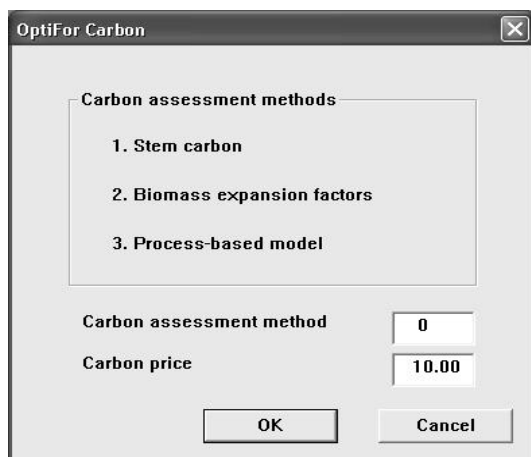 OptiFor Carbon
Carbon assessment methods
1. Stem carbon
2. Biomass expansion factors
3. Process-based model
Carbon assessment method 0
Carbon price 10.00
OK Cancel